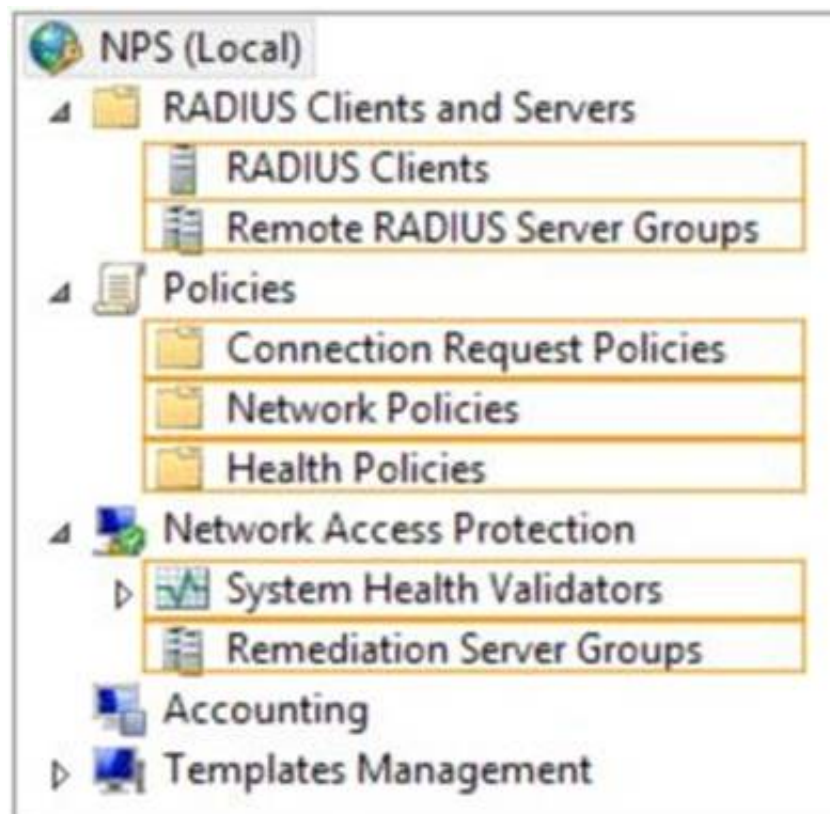 NPS (Local)
RADIUS Clients and Servers
RADIUS Clients
Remote RADIUS Server Groups
Policies
Connection Request Policies
Network Policies
Health Policies
Network Access Protection
System Health Validators
Remediation Server Groups
Accounting
Templates Management